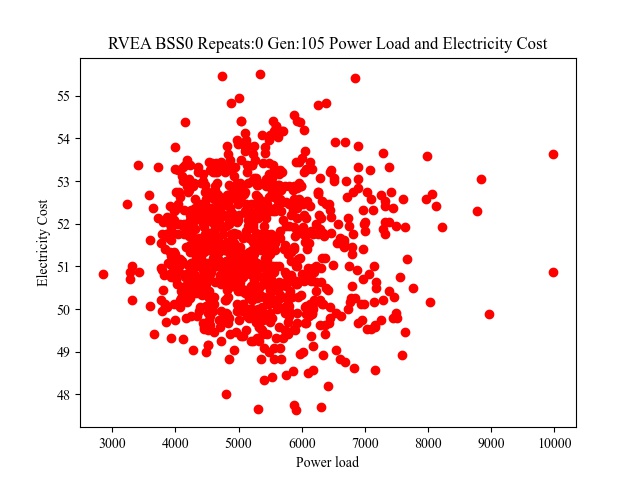 RVEA BSS0 Repeats:0 Gen:105 Power Load and Electricity Cost
55
54
53
52
51
50
49
48
Electricity Cost
3000 4000 5000 6000 7000 8000 9000 10000
Power load